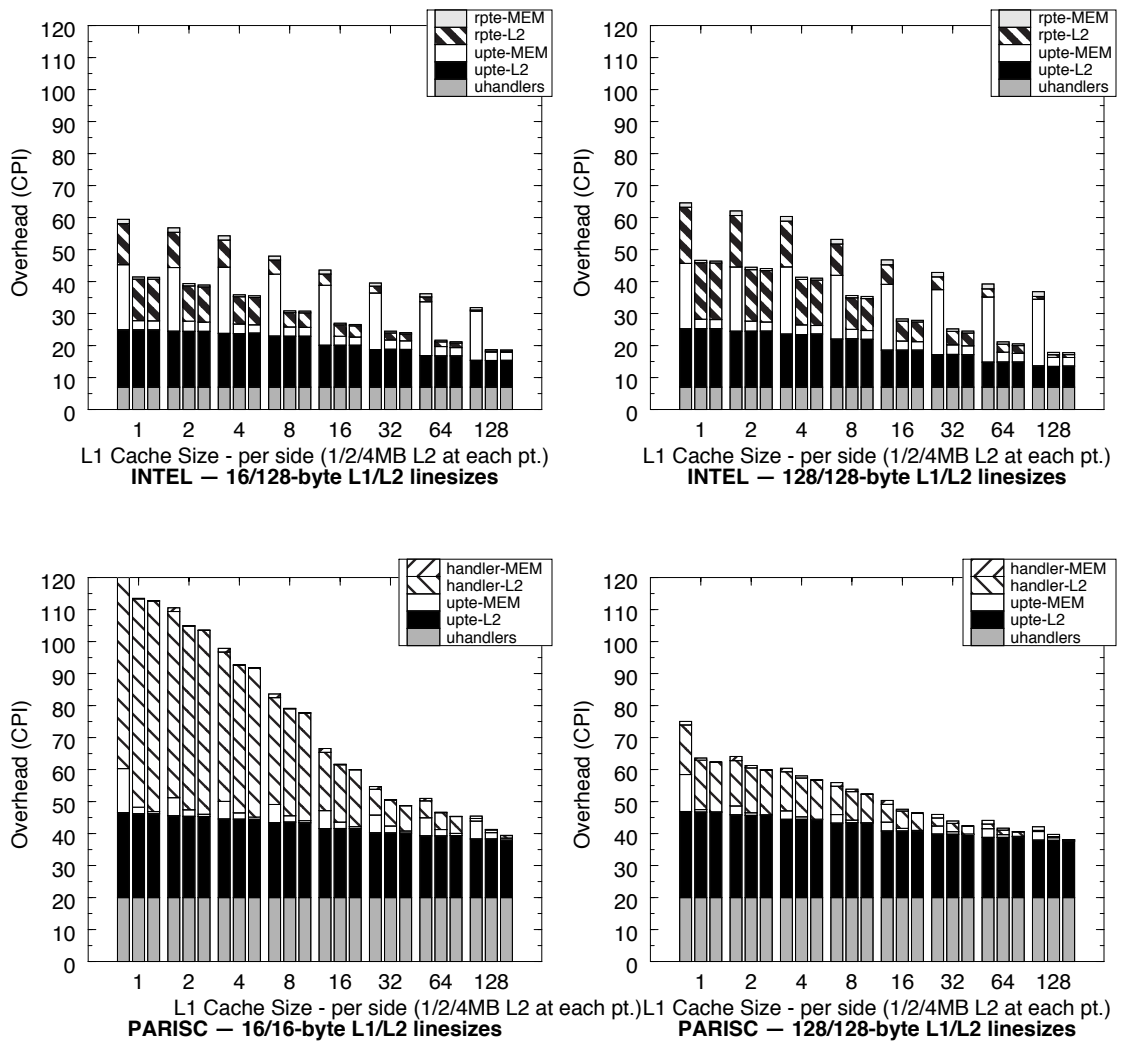 rpte-MEM
rpte-L2
upte-MEM
upte-L2
uhandlers
120
110
100
90
80
70
60
50
40
30
20
10
0
Overhead (CPI)
1 2 4 8 16 32 64 128
L1 Cache Size - per side (1/2/4MB L2 at each pt.)
INTEL — 16/128-byte L1/L2 linesizes
rpte-MEM
rpte-L2
upte-MEM
upte-L2
uhandlers
120
110
100
90
80
70
60
50
40
30
20
10
0
Overhead (CPI)
1 2 4 8 16 32 64 128
L1 Cache Size - per side (1/2/4MB L2 at each pt.)
INTEL — 128/128-byte L1/L2 linesizes
handler-MEM
handler-L2
upte-MEM
upte-L2
uhandlers
120
110
100
90
80
70
60
50
40
30
20
10
0
Overhead (CPI)
1 2 4 8 16 32 64 128
L1 Cache Size - per side (1/2/4MB L2 at each pt.)
PARISC — 16/16-byte L1/L2 linesizes
handler-MEM
handler-L2
upte-MEM
upte-L2
uhandlers
120
110
100
90
80
70
60
50
40
30
20
10
0
Overhead (CPI)
1 2 4 8 16 32 64 128
L1 Cache Size - per side (1/2/4MB L2 at each pt.)
PARISC — 128/128-byte L1/L2 linesizes